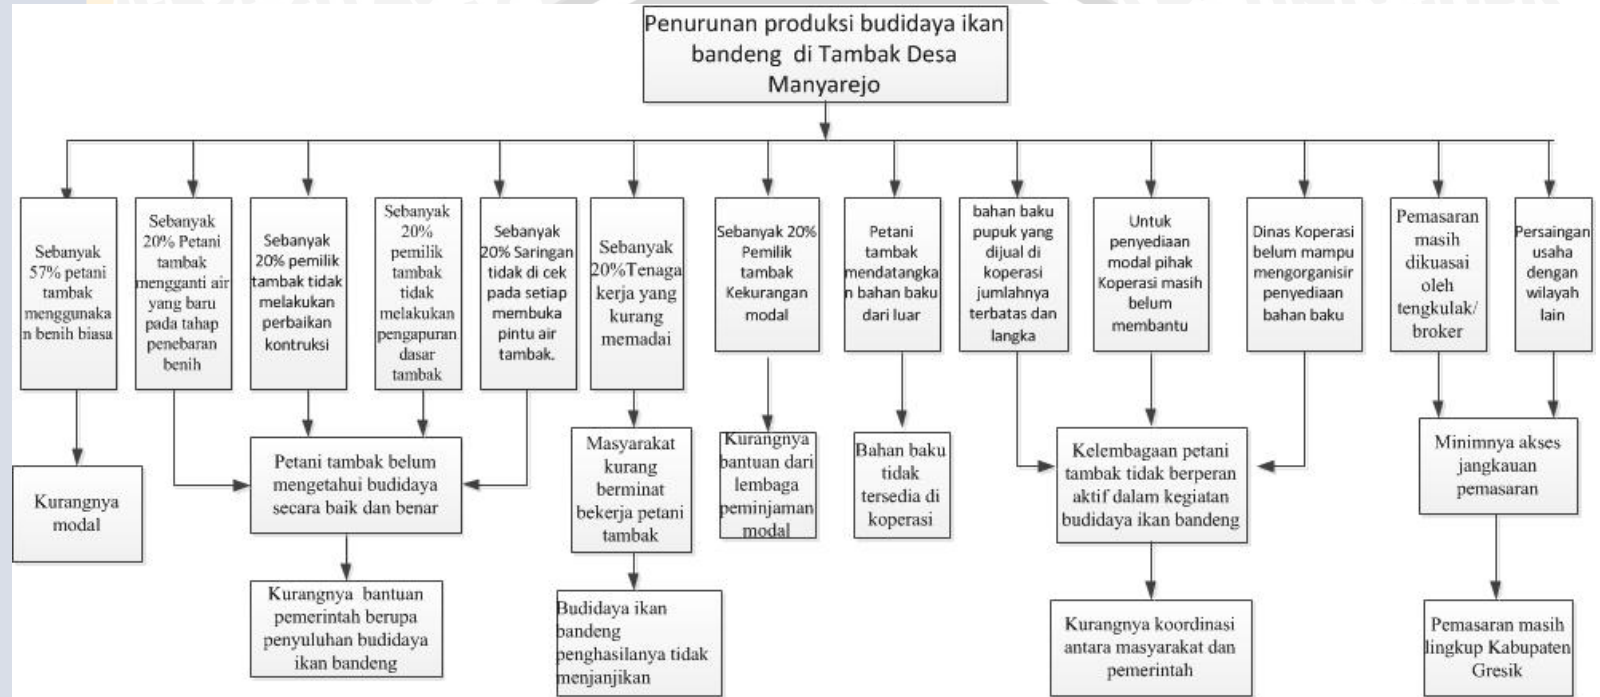 Penurunan produksi budidaya ikan
bandeng di Tambak Desa
Manyarejo
Sebanyak
57% petani
tambak
menggunaka
n benih biasa
Sebanyak
20% Petani
tambak
mengganti air
yang baru
pada tahap
penebaran
benih
Sebanyak
20% pemilik
tambak tidak
melakukan
perbaikan
kontruksi
Sebanyak
20%
pemilik
tambak
tidak
melakukan
pengapuran
dasar
tambak
Sebanyak
20% Saringan
tidak di cek
pada setiap
membuka
pintu air
tambak.
Sebanyak
20%Tenaga
kerja yang
kurang
memadai
Sebanyak 20%
Pemilik
tambak
Kekurangan
modal
Petani
tambak
mendatangka
n bahan baku
dari luar
bahan baku
pupuk yang
dijual di
koperasi
jumlahnya
terbatas dan
langka
Untuk
penyediaan
modal pihak
Koperasi masih
belum
membantu
Dinas Koperasi
belum mampu
mengorganisir
penyediaan
bahan baku
Pemasaran
masih
dikuasai
oleh
tengkulak/
broker
Persaingan
usaha
dengan
wilayah
lain
Kurangnya
modal
Petani tambak belum
mengetahui budidaya
secara baik dan benar
Masyarakat
kurang
berminat
bekerja petani
tambak
Kurangnya
bantuan dari
lembaga
peminjaman
modal
Bahan baku
tidak
tersedia di
koperasi
Kelembagaan petani
tambak tidak berperan
aktif dalam kegiatan
budidaya ikan bandeng
Minimnya akses
jangkauan
pemasaran
Kurangnya bantuan
pemerintah berupa
penyuluhan budidaya
ikan bandeng
Budidaya ikan
bandeng
penghasilanya tidak
menjanjikan
Kurangnya koordinasi
antara masyarakat dan
pemerintah
Pemasaran masih
lingkup Kabupaten
Gresik